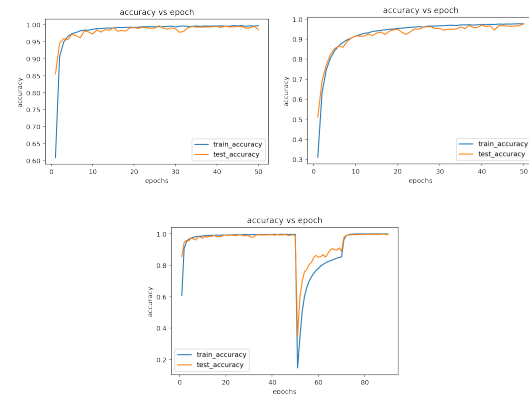 accuracy vs epoch
1.00
0.95
0.90
0.85
0.80
0.75
0.70
0.65
0.60
accuracy
0 10 20 30 40 50
epochs
train_accuracy
test_accuracy
accuracy vs epoch
1.0
0.9
0.8
0.7
0.6
0.5
0.4
0.3
accuracy
0 10 20 30 40 50
epochs
train_accuracy
test_accuracy
accuracy vs epoch
1.0
0.8
0.6
0.4
0.2
accuracy
0 20 40 60 80
epochs
train_accuracy
test_accuracy